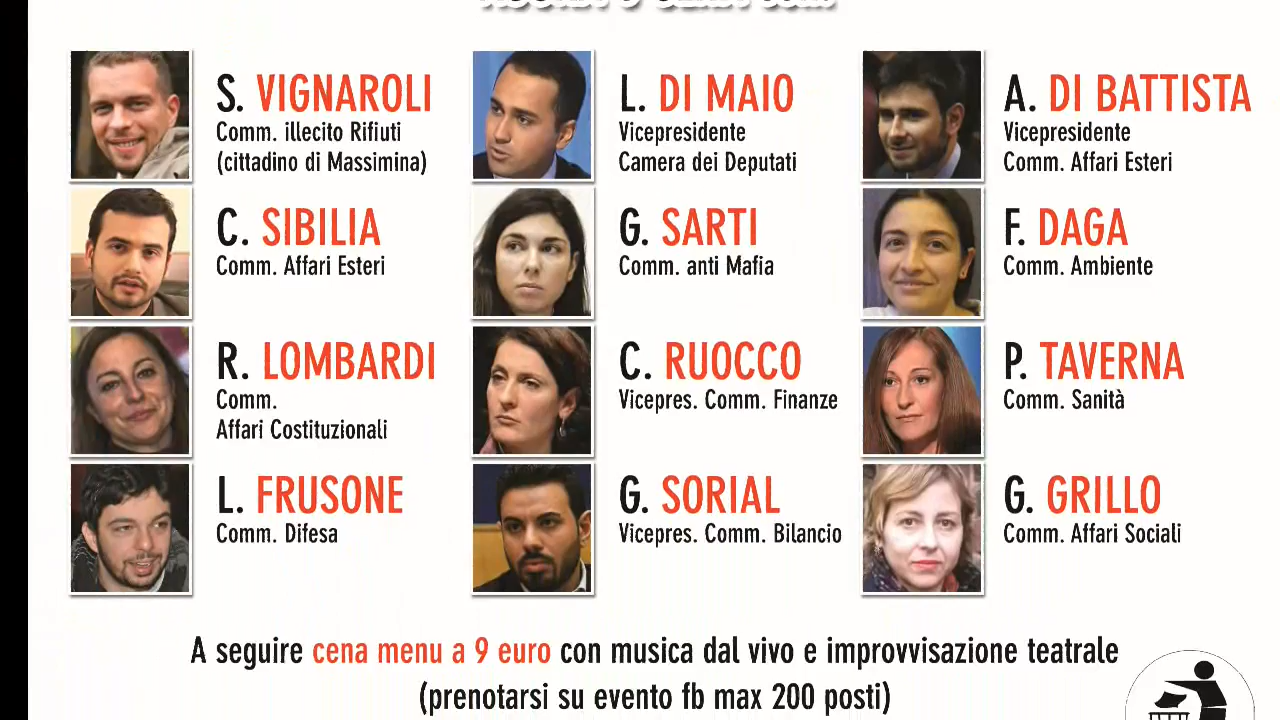 S. VIGNAROLI
Comm. illecito Rifiuti
(cittadino di Massimina)
L. DI MAIO
Vicepresidente
Camera dei Deputati
A. DI BATTISTA
Vicepresidente
Comm. Affari Esteri
C. SIBILIA
Comm. Affari Esteri
G. SARTI
Comm. anti Mafia
F. DAGA
Comm. Ambiente
R. LOMBARDI
Comm.
Affari Costituzionali
C. RUOCCO
Vicepres. Comm. Finanze
P. TAVERNA
Comm. Sanità
L. FRUSONE
Comm. Difesa
G. SORIAL
Vicepres. Comm. Bilancio
G. GRILLO
Comm. Affari Sociali
A seguire cena menu a 9 euro con musica dal vivo e improvvisazione teatrale
(prenotarsi su evento fb max 200 posti)